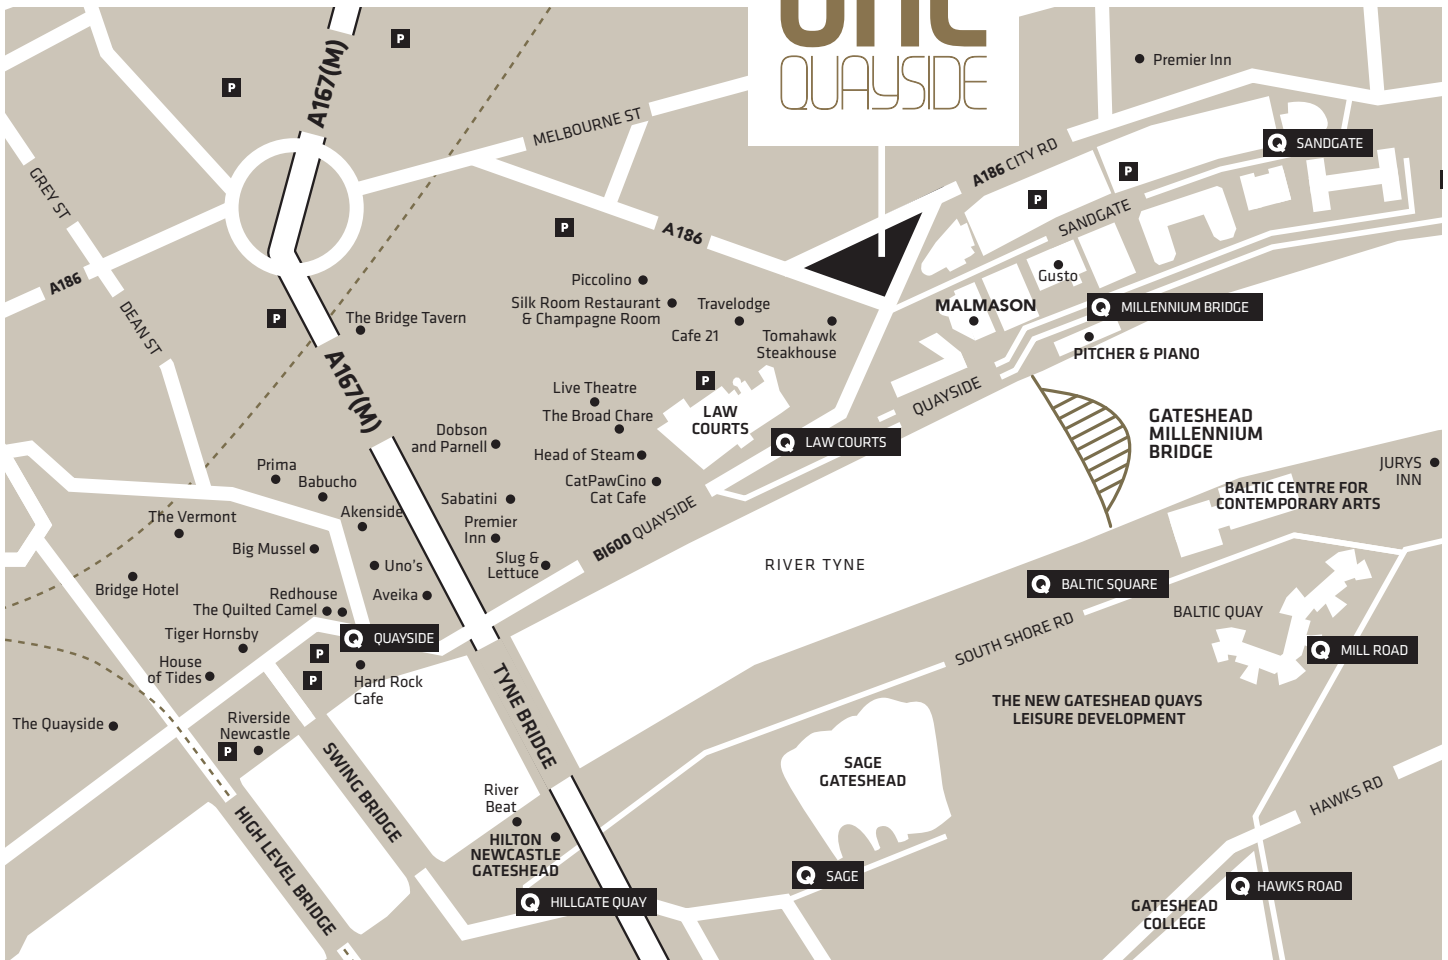 one
QUAYSIDE
A167(M)
P
P
Premier Inn
MELBOURNE ST
A186 CITY RD
Q SANDGATE
GREY ST
P
P
SANDGATE
P
A186
A186
Piccolino
Gusto
Silk Room Restaurant
& Champagne Room
Travelodge
MALMASON
Q MILLENNIUM BRIDGE
DEAN ST
P
The Bridge Tavern
Cafe 21
Tomahawk
Steakhouse
PITCHER & PIANO
A167(M)
P
Live Theatre
QUAYSIDE
The Broad Chare
LAW
COURTS
GATESHEAD
MILLENNIUM
BRIDGE
Dobson
and Parnell
Q LAW COURTS
Head of Steam
JURYS
INN
Prima
Babucho
CatPawCino
Cat Cafe
BALTIC CENTRE FOR
CONTEMPORARY ARTS
Sabatini
Akenside
The Vermont
Premier
Inn
B1600 QUAYSIDE
Big Mussel
Slug &
Lettuce
RIVER TYNE
Uno's
Bridge Hotel
Q BALTIC SQUARE
Redhouse
Aveika
The Quilted Camel
BALTIC QUAY
Tiger Hornsby
Q QUAYSIDE
SOUTH SHORE RD
P
Q MILL ROAD
House
of Tides
P
Hard Rock
Cafe
TYNE BRIDGE
THE NEW GATESHEAD QUAYS
LEISURE DEVELOPMENT
The Quayside
Riverside
Newcastle
P
SWING BRIDGE
SAGE
GATESHEAD
River
Beat
HAWKS RD
HIGH LEVEL BRIDGE
HILTON
NEWCASTLE
GATESHEAD
Q SAGE
Q HAWKS ROAD
Q HILLGATE QUAY
GATESHEAD
COLLEGE